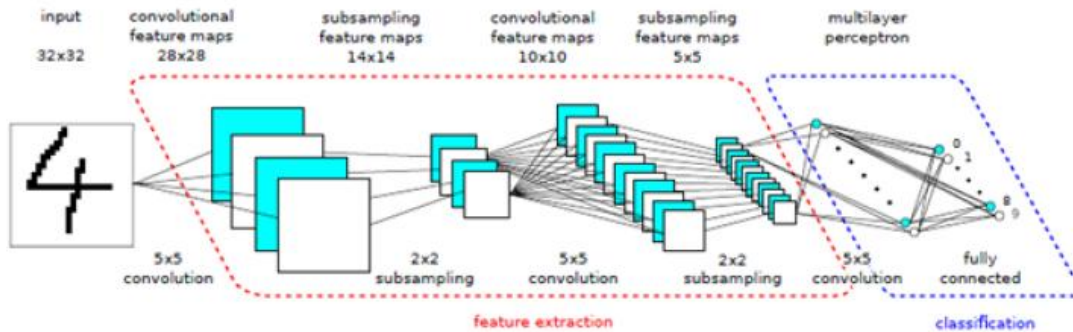 input
32x32
convolutional
feature maps
28x28
subsampling
feature maps
14x14
convolutional
feature maps
10x10
subsampling
feature maps
5x5
multilayer
perceptron
4
0
1
8
9
5x5
convolution
2x2
subsampling
5x5
convolution
2x2
subsampling
5x5
convolution
fully
connected
feature extraction
classification